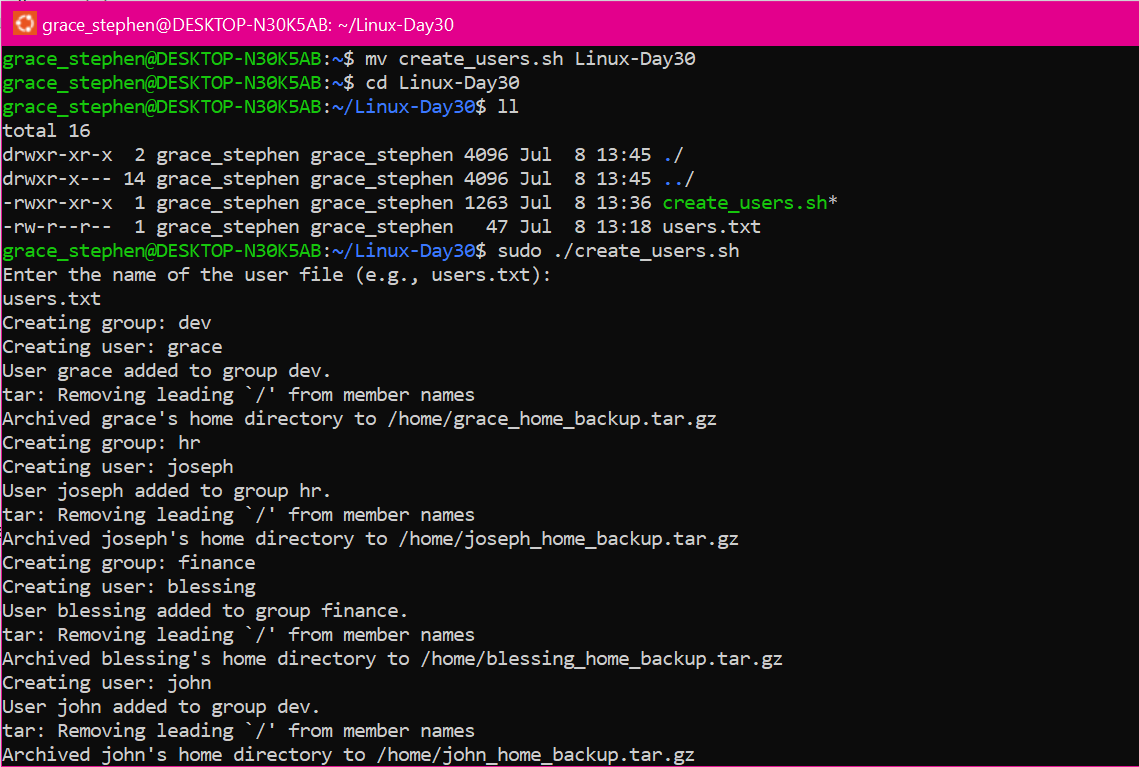 grace_stephen@DESKTOP-N30K5AB: ~/Linux-Day30
grace_stephen@DESKTOP-N30K5AB:~$ mv create_users.sh Linux-Day30
grace_stephen@DESKTOP-N30K5AB:~$ cd Linux-Day30
grace_stephen@DESKTOP-N30K5AB:~/Linux-Day30$ ll
total 16
drwxr-xr-x  2 grace_stephen grace_stephen 4096 Jul  8 13:45 ./
drwxr-x--- 14 grace_stephen grace_stephen 4096 Jul  8 13:45 ../
-rwxr-xr-x  1 grace_stephen grace_stephen 1263 Jul  8 13:36 create_users.sh*
-rw-r--r--  1 grace_stephen grace_stephen   47 Jul  8 13:18 users.txt
grace_stephen@DESKTOP-N30K5AB:~/Linux-Day30$ sudo ./create_users.sh
Enter the name of the user file (e.g., users.txt):
users.txt
Creating group: dev
Creating user: grace
User grace added to group dev.
tar: Removing leading `/' from member names
Archived grace's home directory to /home/grace_home_backup.tar.gz
Creating group: hr
Creating user: joseph
User joseph added to group hr.
tar: Removing leading `/' from member names
Archived joseph's home directory to /home/joseph_home_backup.tar.gz
Creating group: finance
Creating user: blessing
User blessing added to group finance.
tar: Removing leading `/' from member names
Archived blessing's home directory to /home/blessing_home_backup.tar.gz
Creating user: john
User john added to group dev.
tar: Removing leading `/' from member names
Archived john's home directory to /home/john_home_backup.tar.gz